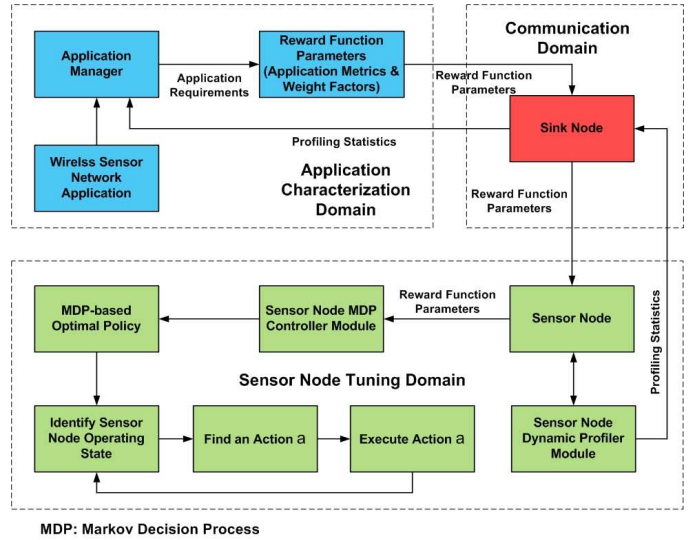 Communication
Domain
Application
Manager
Application
Requirements
Reward Function
Parameters
(Application Metrics &
Weight Factors)
Reward Function
Parameters
Sink Node
Profiling Statistics
Wirelss Sensor
Network
Application
Application
Characterization
Domain
Reward Function
Parameters
MDP-based
Optimal Policy
Sensor Node MDP
Controller Module
Reward Function
Parameters
Sensor Node
Profiling Statistics
Sensor Node Tuning Domain
Identify Sensor
Node Operating
State
Find an Action a
Execute Action a
Sensor Node
Dynamic Profiler
Module
MDP: Markov Decision Process